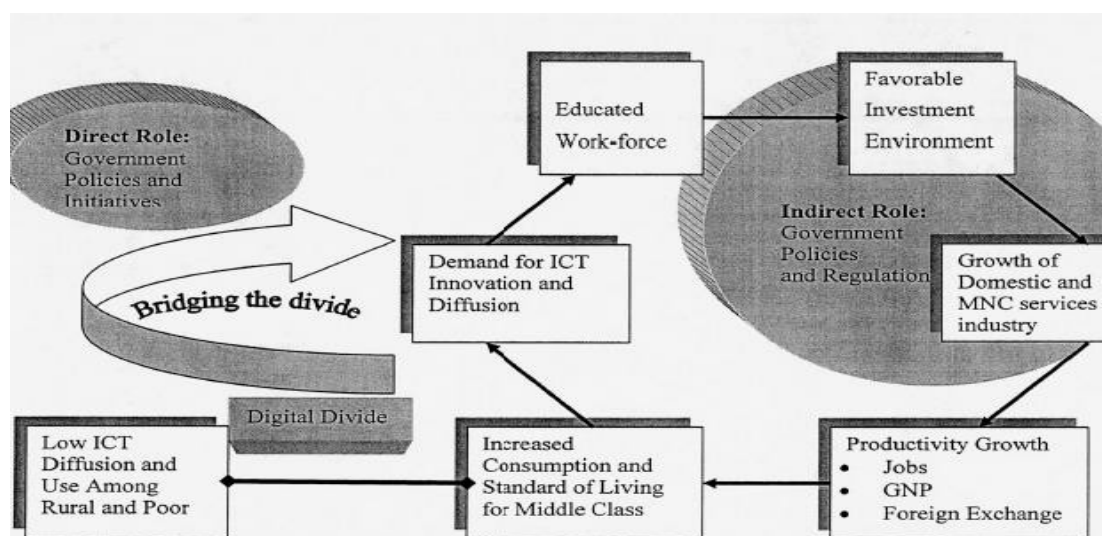 Educated
Work-force
Favorable
Investment
Environment
Direct Role:
Government
Policies and
Initiatives
Indirect Role:
Government
Policies
and Regulation
Demand for ICT
Innovation and
Diffusion
Growth of
Domestic and
MNC services
industry
Bridging the divide
Digital Divide
Low ICT
Diffusion and
Use Among
Rural and Poor
Increased
Consumption and
Standard of Living
for Middle Class
Productivity Growth
• Jobs
• GNP
• Foreign Exchange